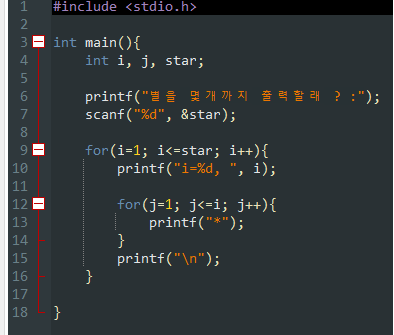 1 #include <stdio.h>
2
3 int main(){
4     int i, j, star;
5
6     printf("별을 몇개까지 출력할래 ? :");
7     scanf("%d", &star);
8
9     for(i=1; i<=star; i++){
10         printf("i=%d, ", i);
11
12         for(j=1; j<=i; j++){
13             printf("*");
14         }
15         printf("\n");
16     }
17
18 }